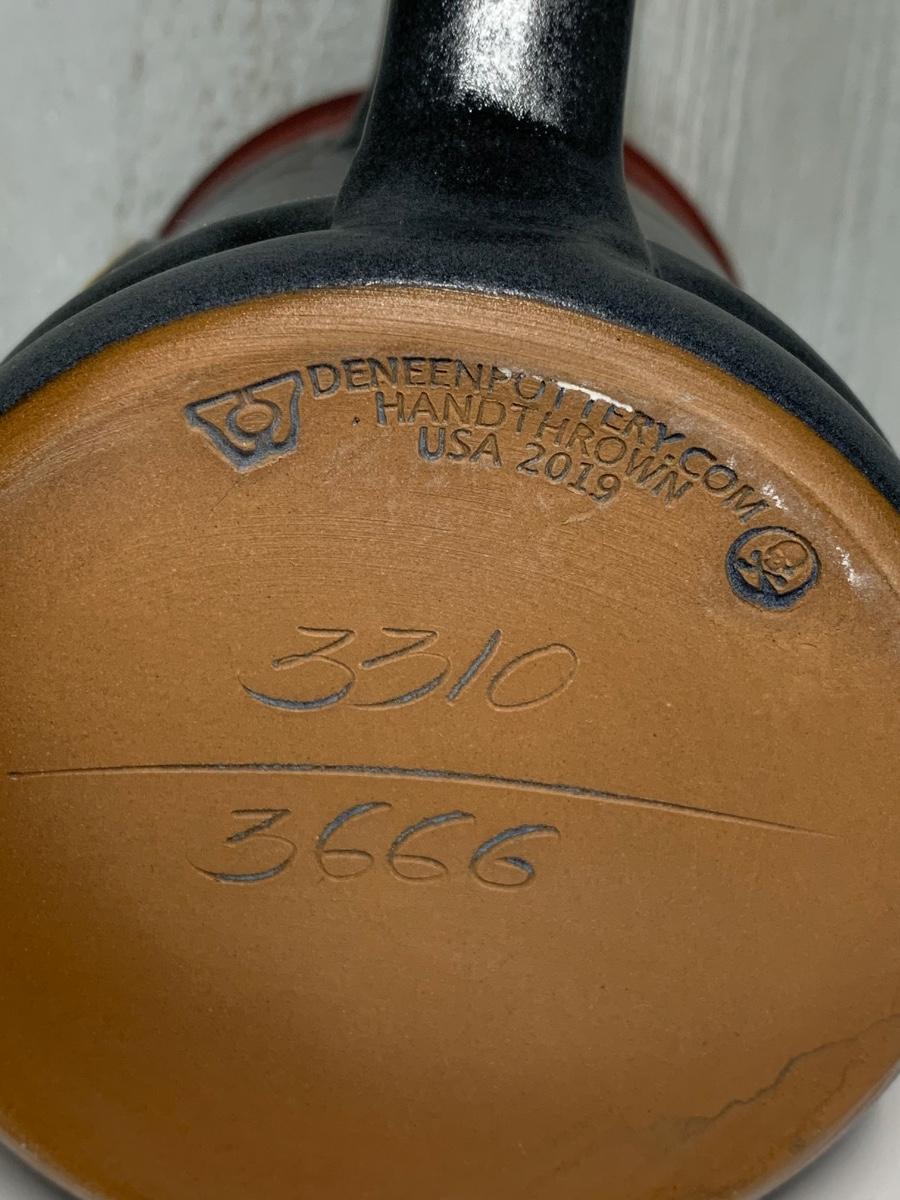 DENEENPOTTERY.COM
HANDTHROWN
USA 2019
3310
3666